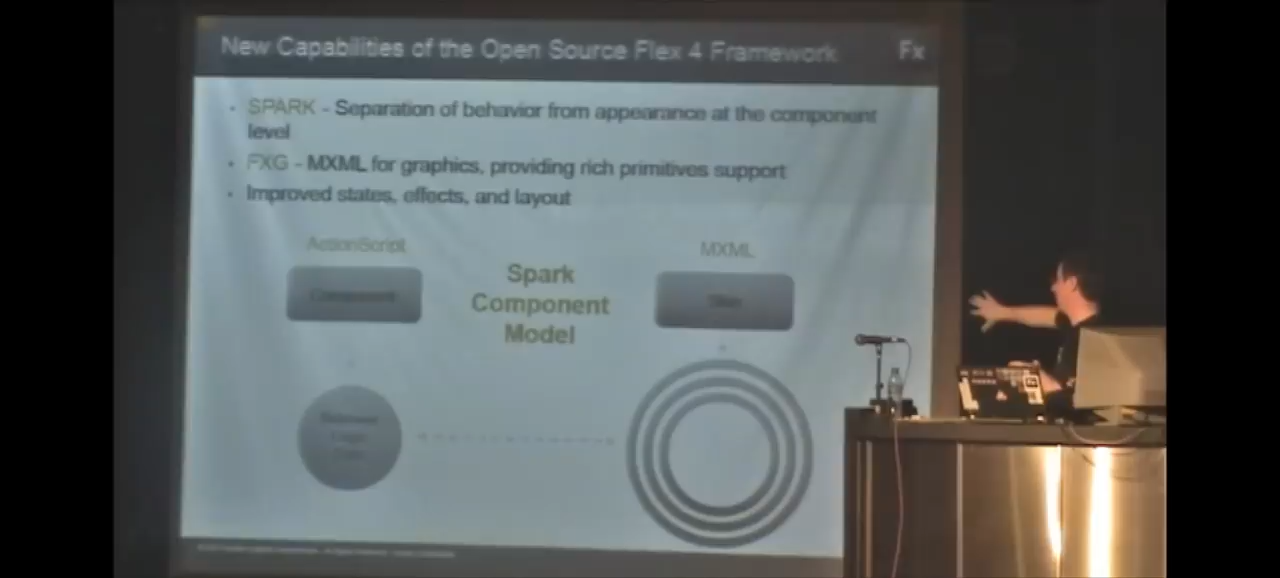 New Capabilities of the Open Source Flex 4 Framework
Fx
SPARK - Separation of behavior from appearance at the component
level
FXG - MXML for graphics, providing rich primitives support
Improved states, effects, and layout
ActionScript
MXML
Component
Spark
Component
Model
Skin